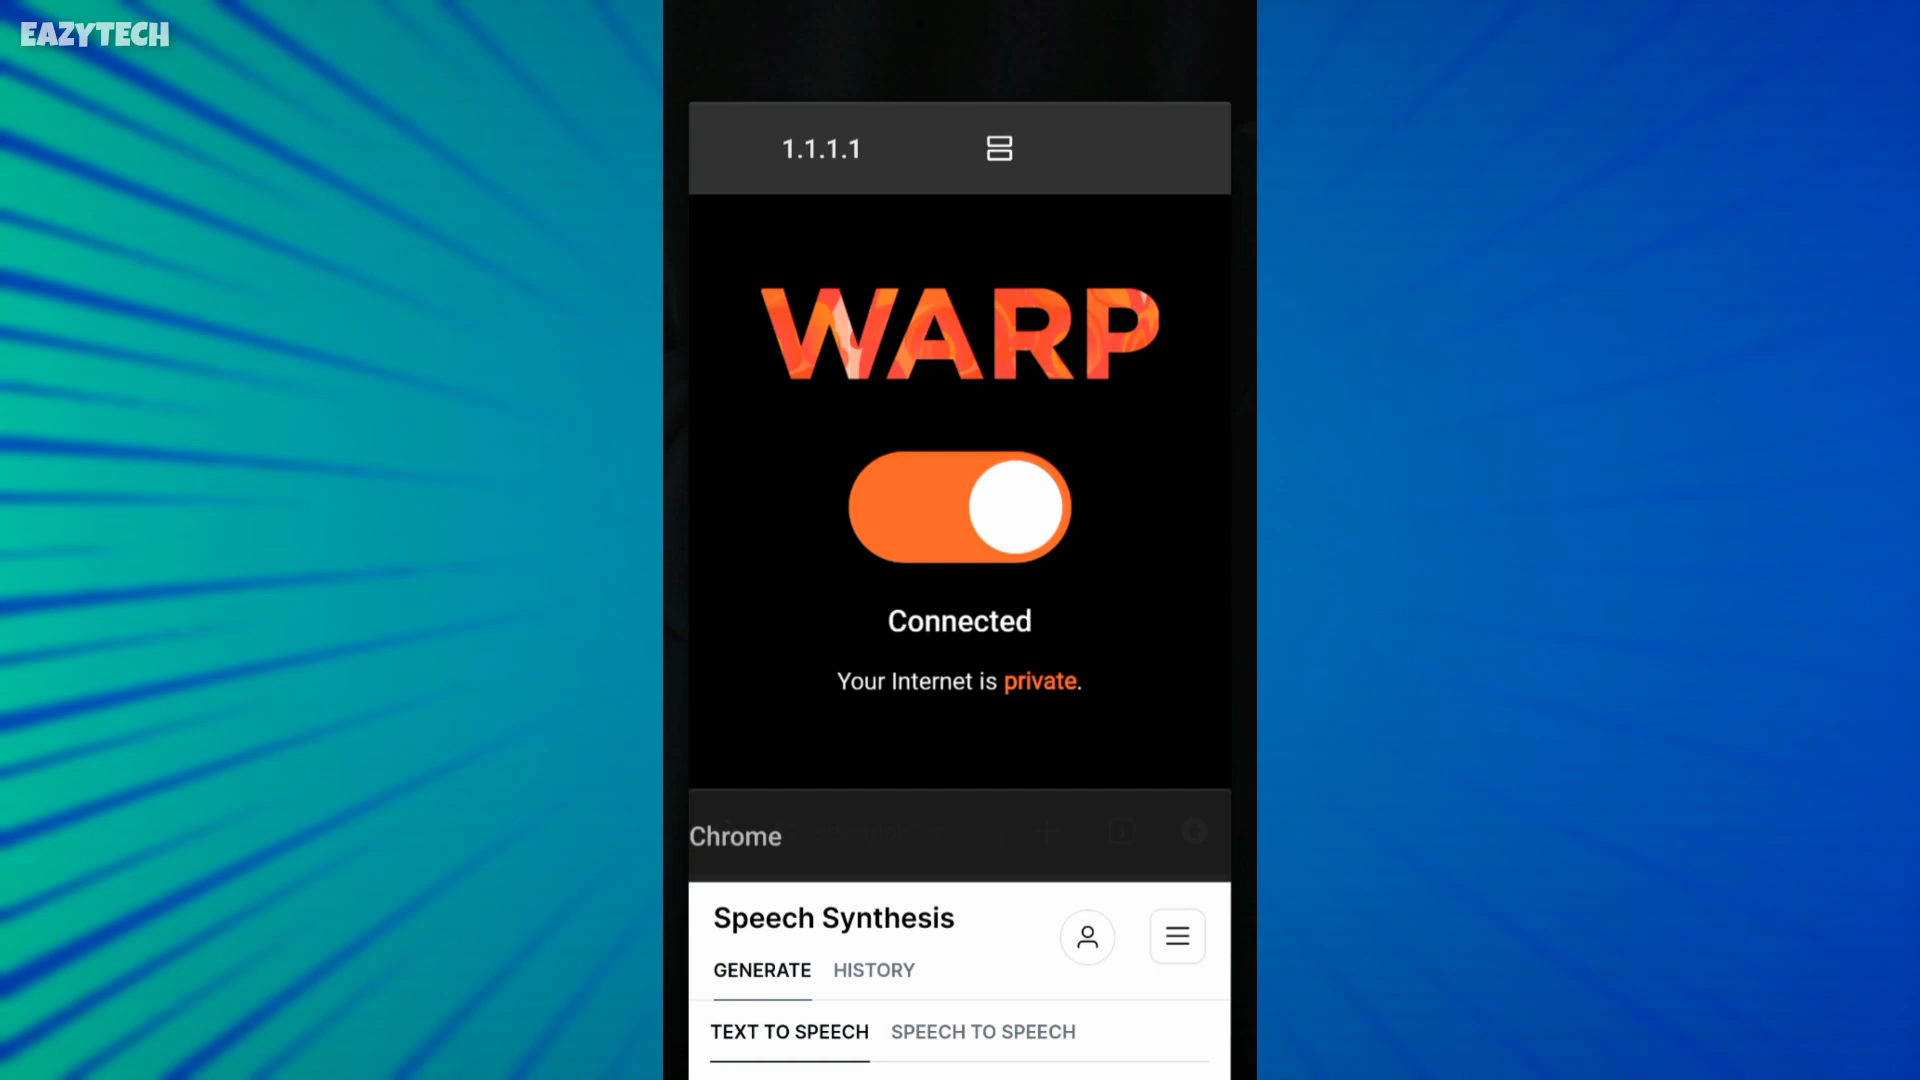 EAZYTECH
1.1.1.1
WARP
Connected
Your Internet is private.
Chrome
Speech Synthesis
GENERATE HISTORY
TEXT TO SPEECH SPEECH TO SPEECH